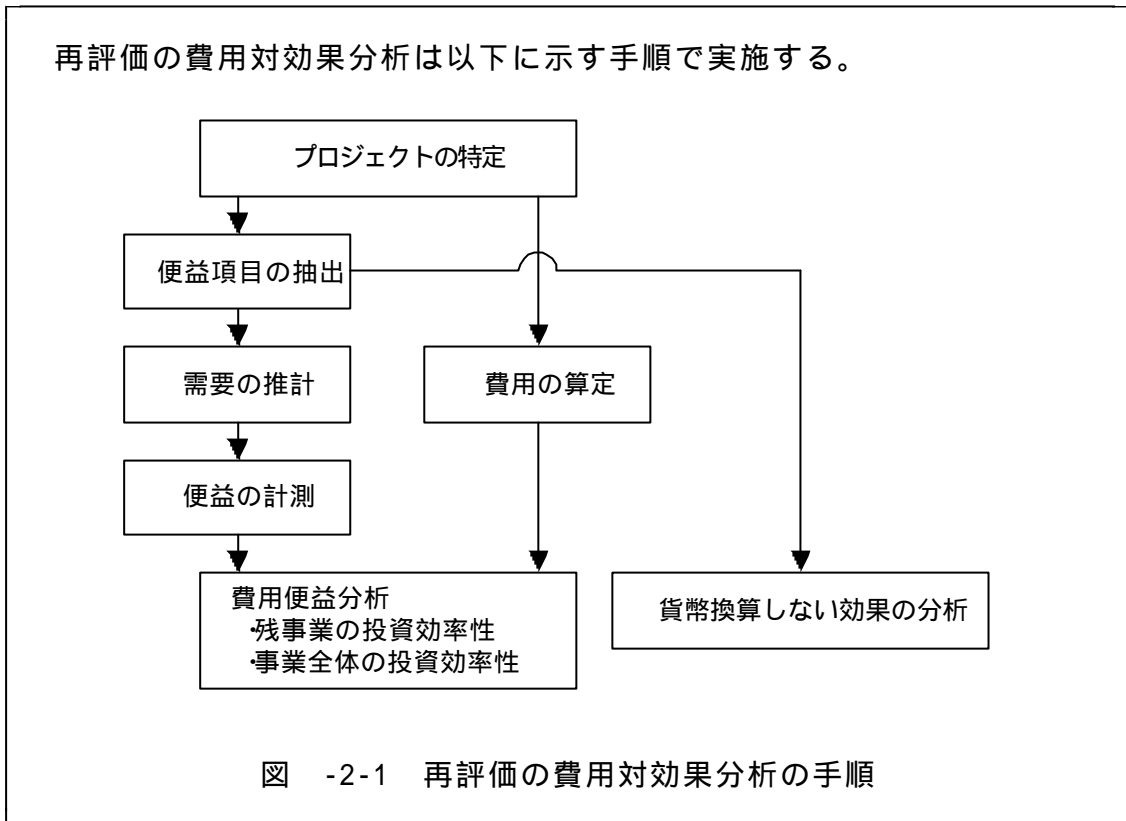 再評価の費用対効果分析は以下に示す手順で実施する。
プロジェクトの特定
便益項目の抽出
需要の推計
費用の算定
便益の計測
費用便益分析
・残事業の投資効率性
・事業全体の投資効率性
貨幣換算しない効果の分析
図 -2-1 再評価の費用対効果分析の手順